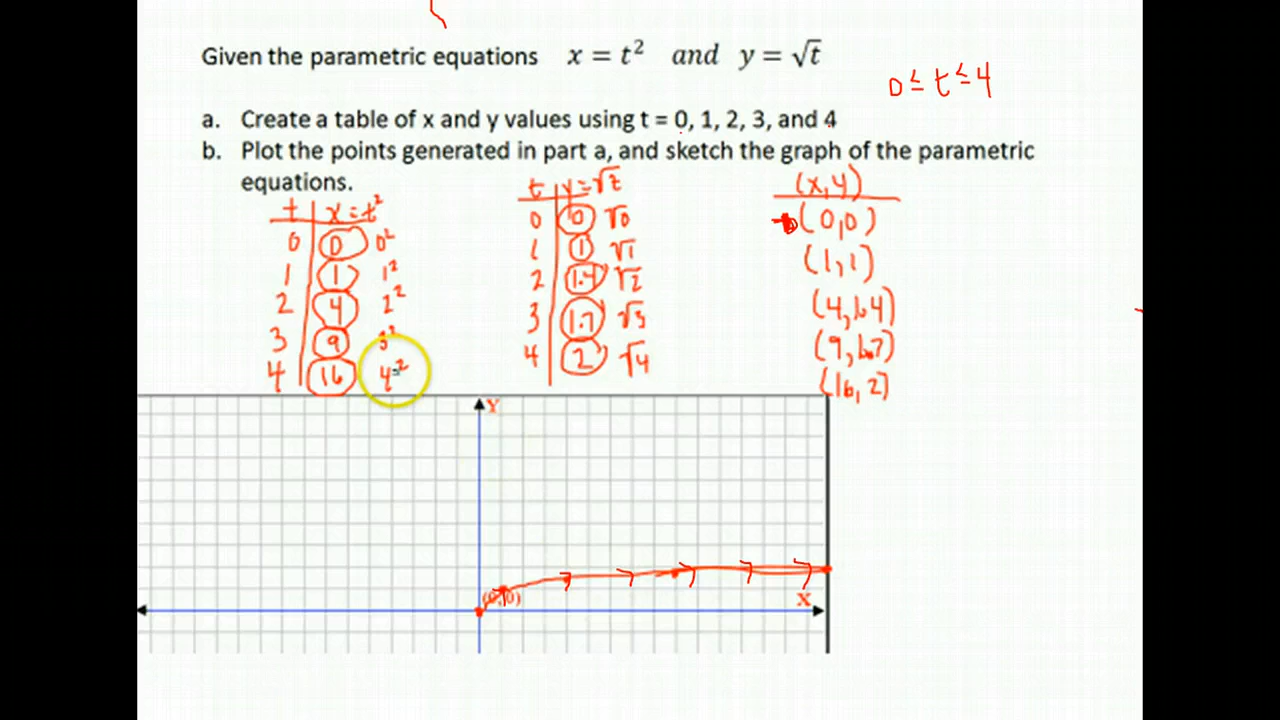 Given the parametric equations x = t² and y = √t
0 ≤ t ≤ 4
a. Create a table of x and y values using t = 0, 1, 2, 3, and 4
b. Plot the points generated in part a, and sketch the graph of the parametric
equations.
t x = t²
0 0 0²
1 1 1²
2 4 2²
3 9 3²
4 16 4²
t y = √t
0 0 √0
1 1 √1
2 1.4 √2
3 1.7 √3
4 2 √4
(x, y)
(0,0)
(1,1)
(4,1.4)
(9,1.7)
(16,2)
Y
(0,0)
X